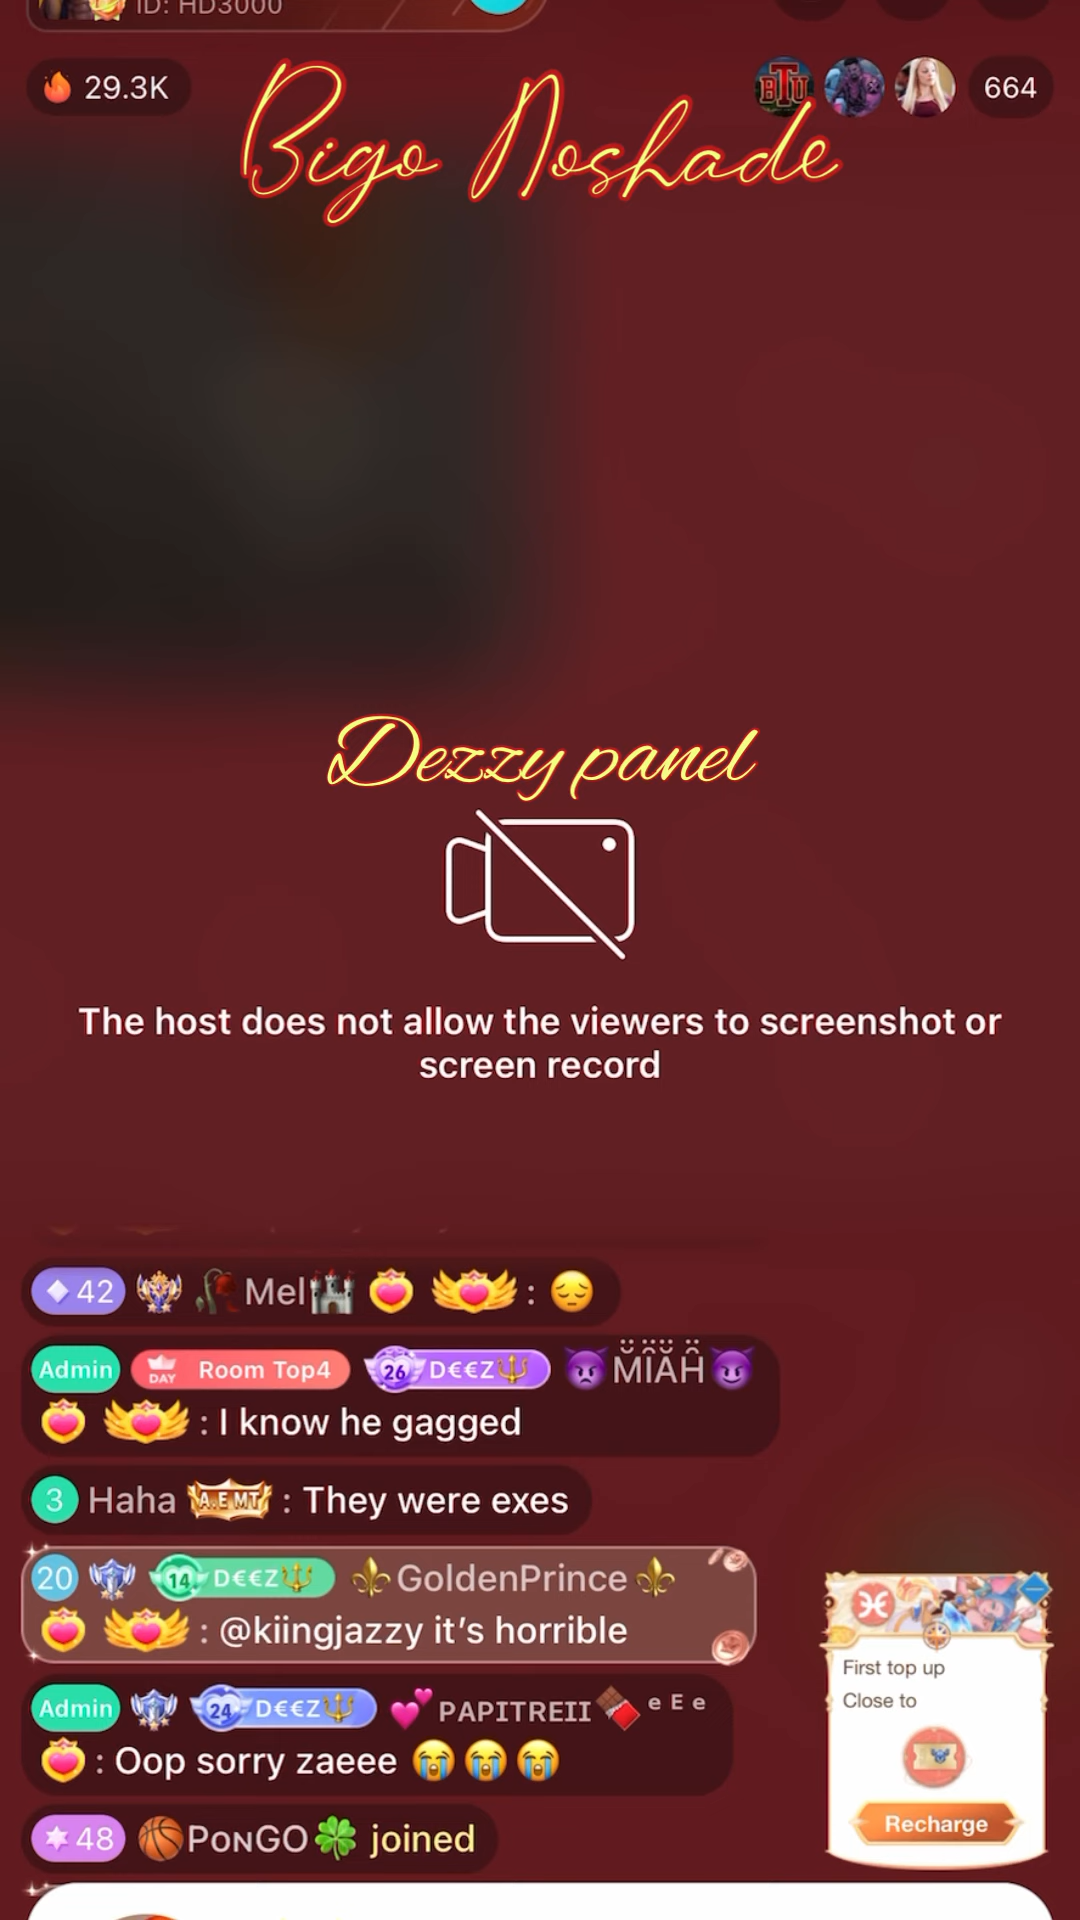 ID: HD3000
29.3K
BTU
664
Bigo Noshade
Dezzy panel
The host does not allow the viewers to screenshot or
screen record
42 Mel : 😔
Admin DAY Room Top4 26 D€€Z🔱 😈MIAH😈
: I know he gagged
3 Haha A.E MT : They were exes
20 14 D€€Z🔱 ⚜️GoldenPrince⚜️
: @kiingjazzy it’s horrible
Admin 24 D€€Z🔱 💕PAPITREII🍫ᵉᴱᵉ
: Oop sorry zaeee 😭😭😭
48 🏀PONGO🍀 joined
First top up
Close to
Recharge